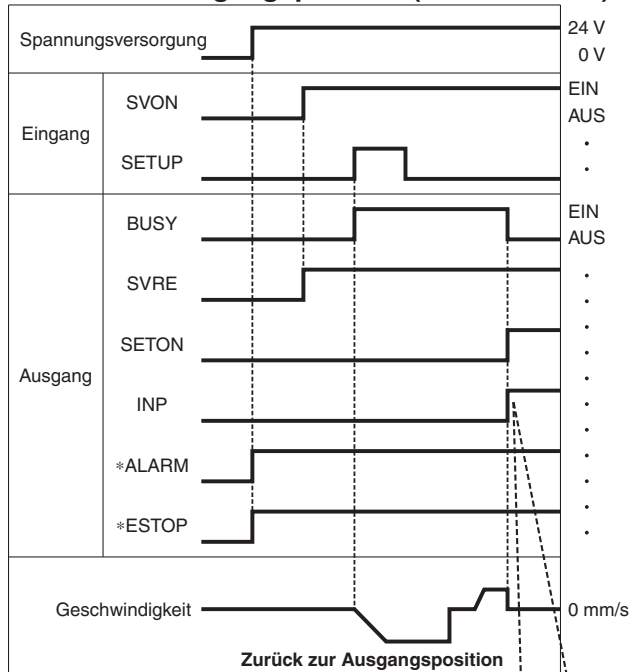 Spannungsversorgung
24 V
0 V
Eingang
SVON
EIN
AUS
SETUP
Ausgang
BUSY
EIN
AUS
SVRE
SETON
INP
*ALARM
*ESTOP
Geschwindigkeit
0 mm/s
Zurück zur Ausgangsposition